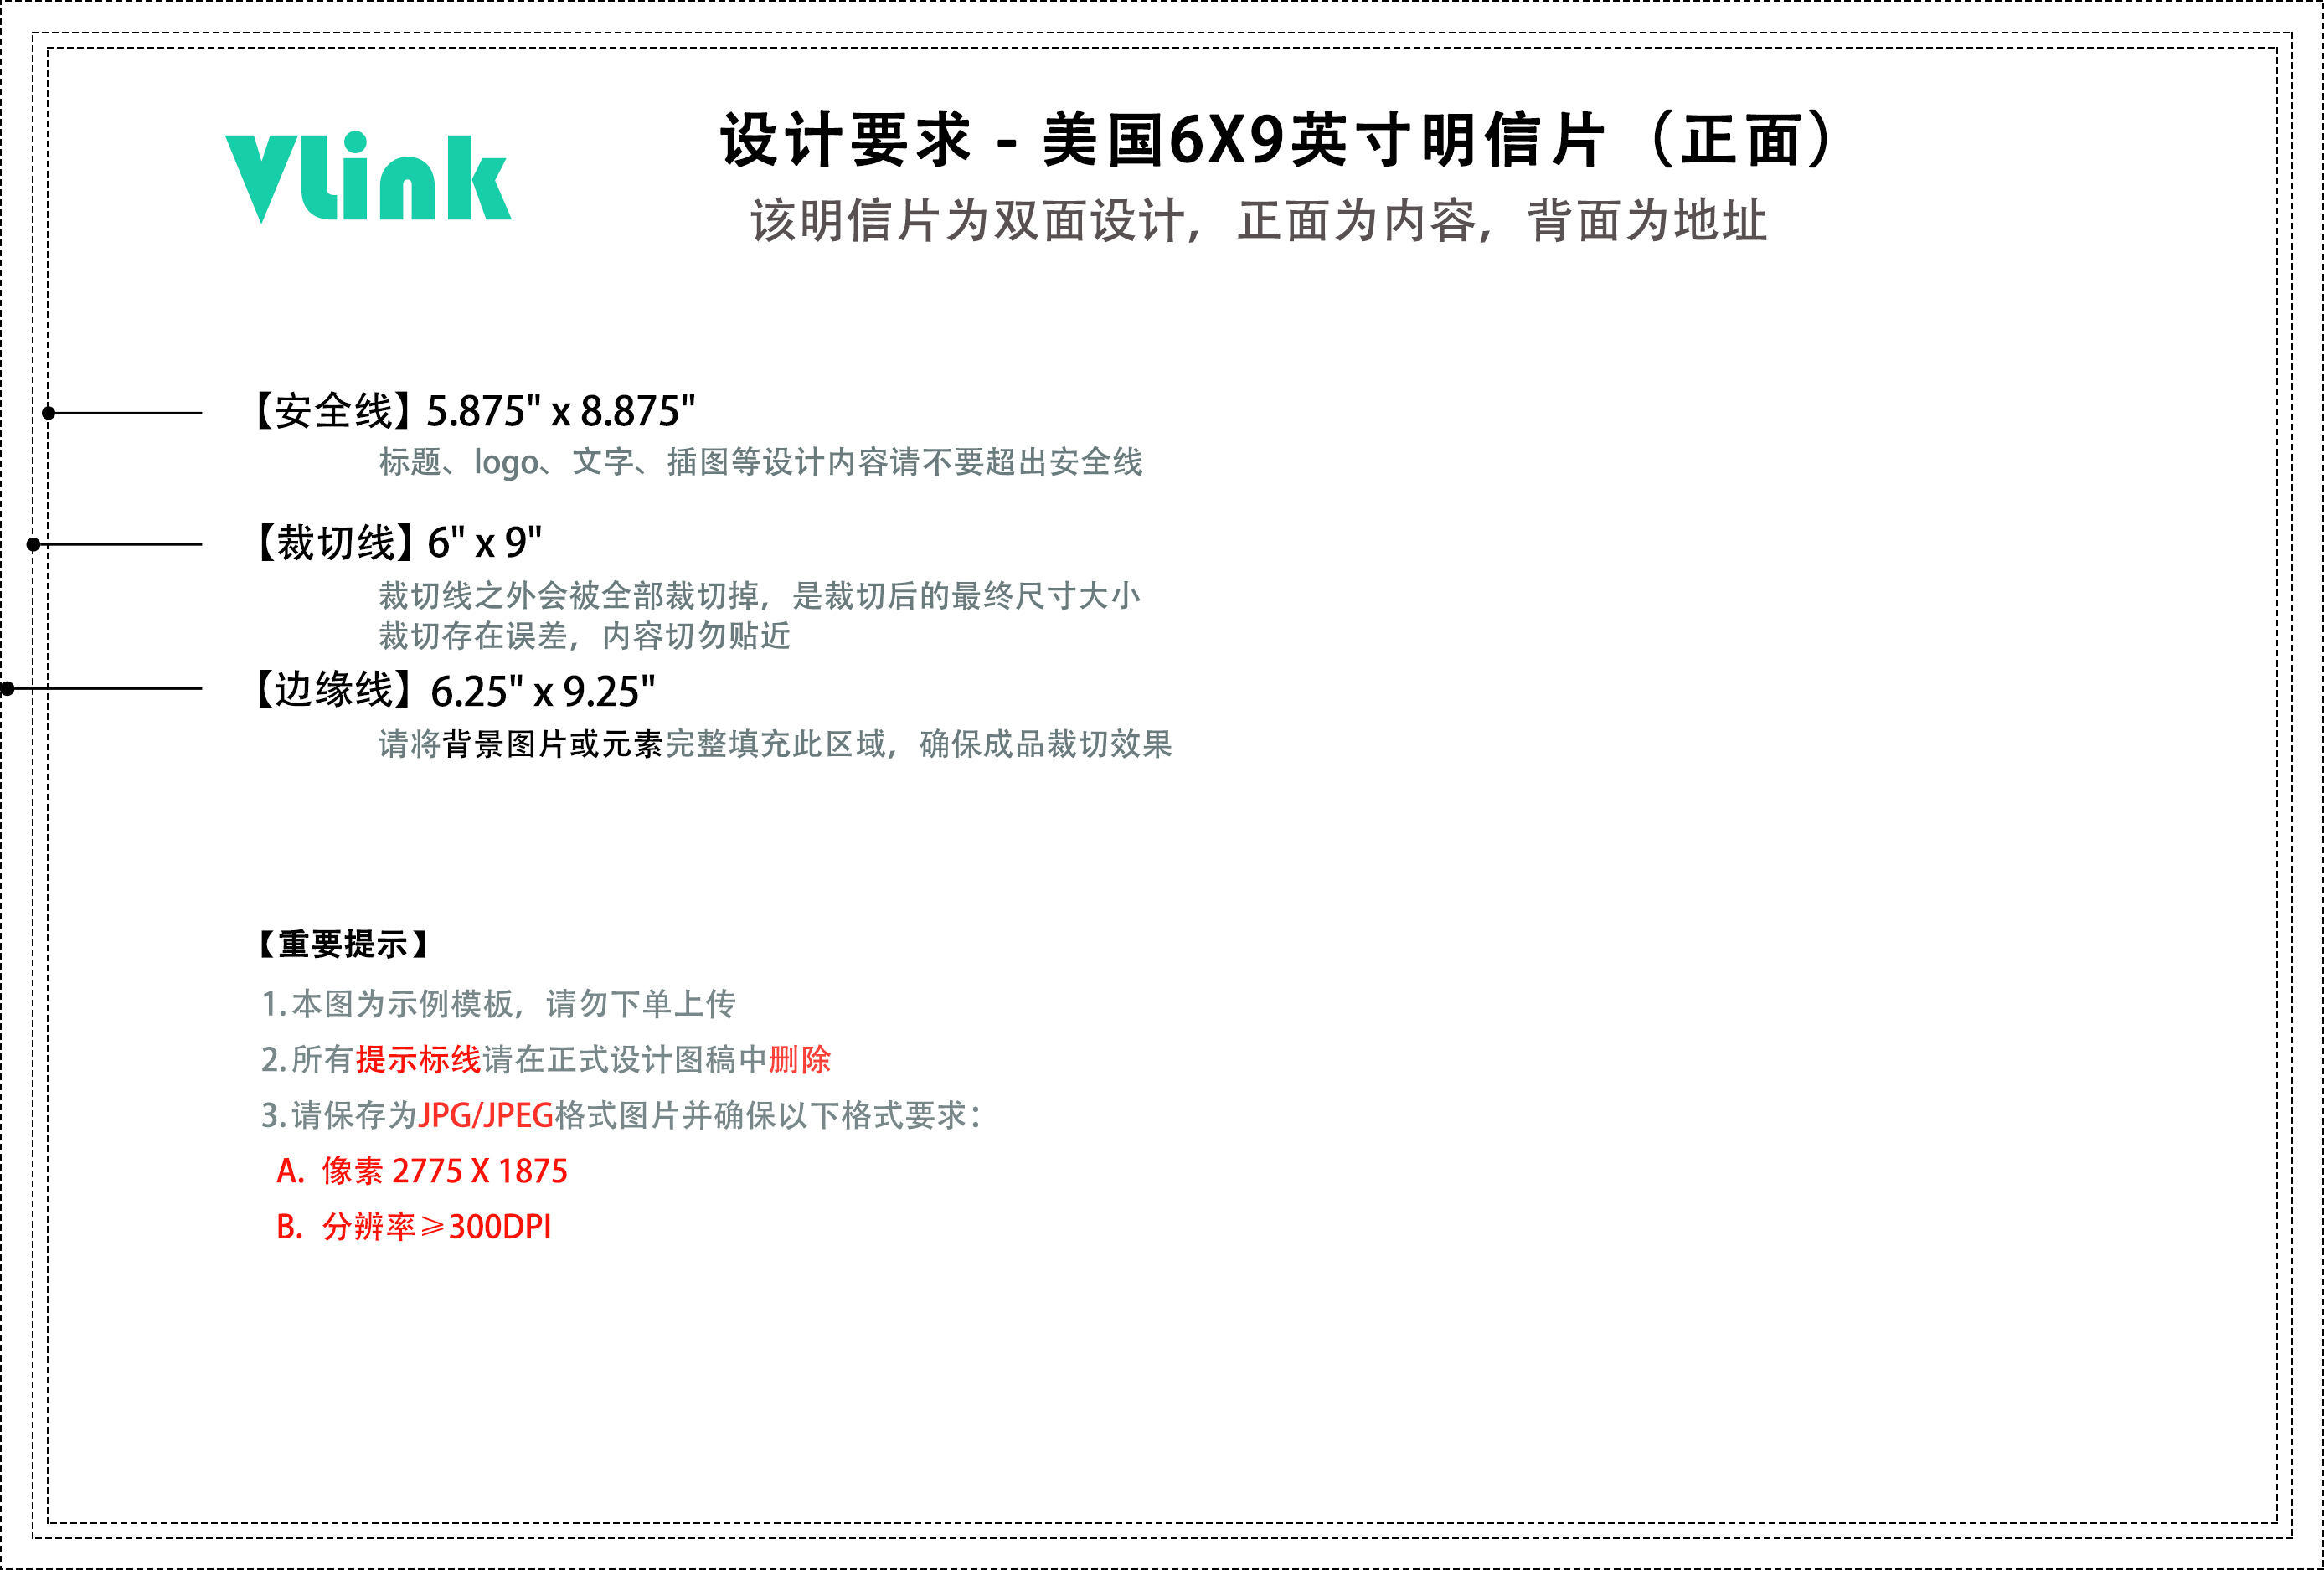 Vlink
设计要求 - 美国6X9英寸明信片（正面）
该明信片为双面设计，正面为内容，背面为地址
【安全线】5.875" x 8.875"
标题、logo、文字、插图等设计内容请不要超出安全线
【裁切线】6" x 9"
裁切线之外会被全部裁切掉，是裁切后的最终尺寸大小
裁切存在误差，内容切勿贴近
【边缘线】6.25" x 9.25"
请将背景图片或元素完整填充此区域，确保成品裁切效果
【重要提示】
1. 本图为示例模板，请勿下单上传
2. 所有提示标线请在正式设计图稿中删除
3. 请保存为JPG/JPEG格式图片并确保以下格式要求：
A. 像素 2775 X 1875
B. 分辨率≥300DPI